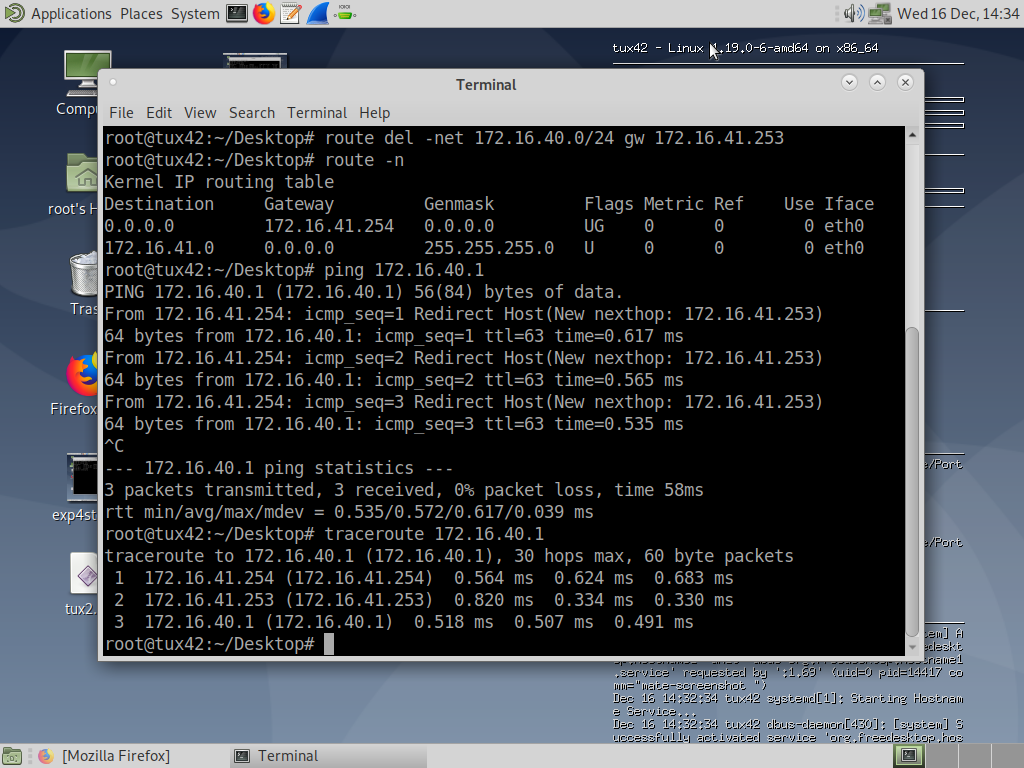 Applications Places System Wed 16 Dec, 14:34
tux42 - Linux 4.19.0-6-amd64 on x86_64
Terminal
File Edit View Search Terminal Help
root@tux42:~/Desktop# route del -net 172.16.40.0/24 gw 172.16.41.253
root@tux42:~/Desktop# route -n
Kernel IP routing table
Destination Gateway Genmask Flags Metric Ref Use Iface
0.0.0.0 172.16.41.254 0.0.0.0 UG 0 0 0 eth0
172.16.41.0 0.0.0.0 255.255.255.0 U 0 0 0 eth0
root@tux42:~/Desktop# ping 172.16.40.1
PING 172.16.40.1 (172.16.40.1) 56(84) bytes of data.
From 172.16.41.254: icmp_seq=1 Redirect Host(New nexthop: 172.16.41.253)
64 bytes from 172.16.40.1: icmp_seq=1 ttl=63 time=0.617 ms
From 172.16.41.254: icmp_seq=2 Redirect Host(New nexthop: 172.16.41.253)
64 bytes from 172.16.40.1: icmp_seq=2 ttl=63 time=0.565 ms
From 172.16.41.254: icmp_seq=3 Redirect Host(New nexthop: 172.16.41.253)
64 bytes from 172.16.40.1: icmp_seq=3 ttl=63 time=0.535 ms
^C
--- 172.16.40.1 ping statistics ---
3 packets transmitted, 3 received, 0% packet loss, time 58ms
rtt min/avg/max/mdev = 0.535/0.572/0.617/0.039 ms
root@tux42:~/Desktop# traceroute 172.16.40.1
traceroute to 172.16.40.1 (172.16.40.1), 30 hops max, 60 byte packets
1 172.16.41.254 (172.16.41.254) 0.564 ms 0.624 ms 0.683 ms
2 172.16.41.253 (172.16.41.253) 0.820 ms 0.334 ms 0.330 ms
3 172.16.40.1 (172.16.40.1) 0.518 ms 0.507 ms 0.491 ms
root@tux42:~/Desktop#
Compu
root's H
Tras
Firefox
exp4st
tux2.
e/Port
e/Port
tem] A
edeskt
.service' requested by ':1.69' (uid=0 pid=14417 co
mm="mate-screenshot ")
Dec 16 14:32:34 tux42 systemd[1]: Starting Hostnam
e Service...
Dec 16 14:32:34 tux42 dbus-daemon[430]: [system] S
uccessfully activated service 'org.freedesktop.hos
[Mozilla Firefox] Terminal